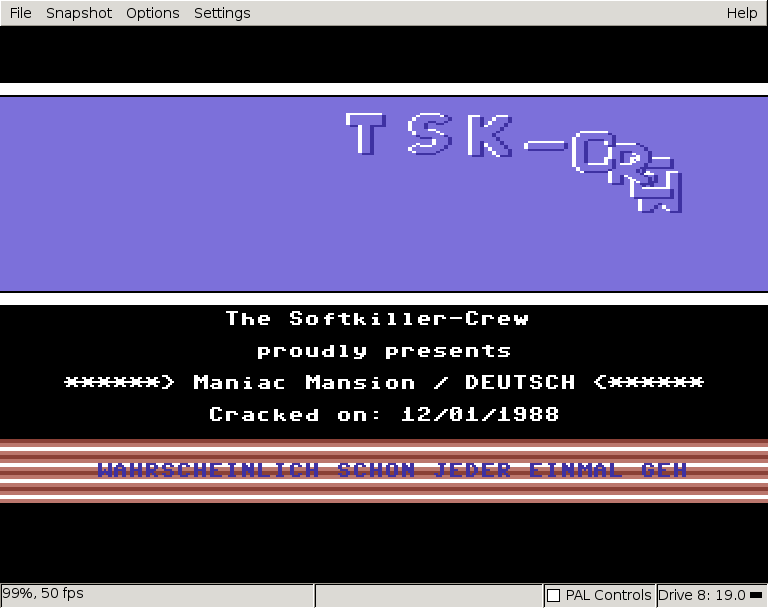 File Snapshot Options Settings Help
T S K - CREW
The Softkiller-Crew
proudly presents
******> Maniac Mansion / DEUTSCH <******
Cracked on: 12/01/1988
WAHRSCHEINLICH SCHON JEDER EINMAL GEH
99%, 50 fps PAL Controls Drive 8: 19.0